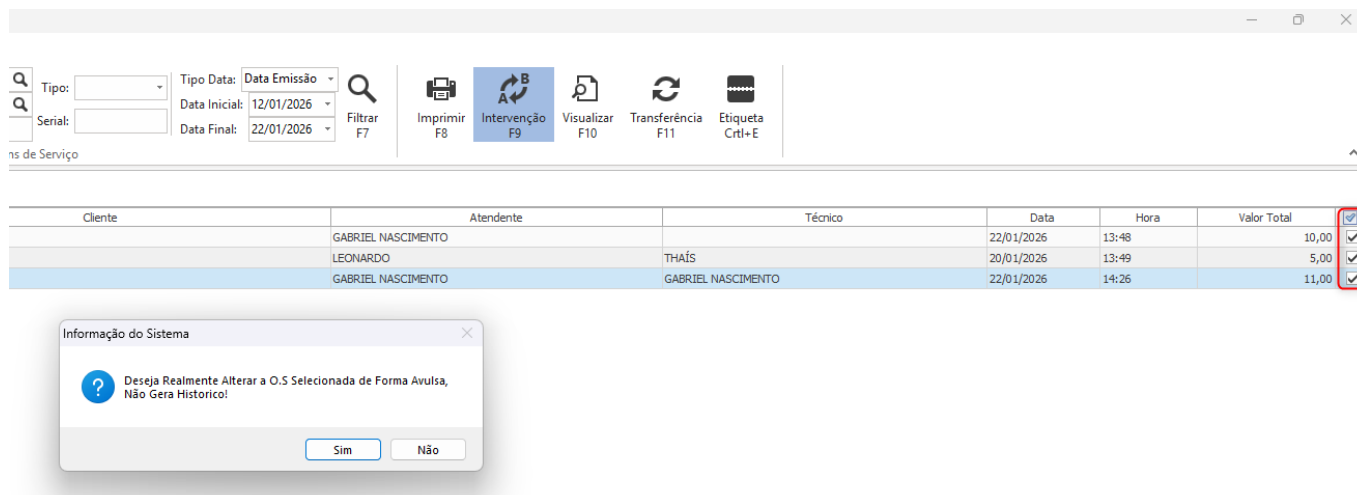 Tipo:
Serial:
Tipo Data: Data Emissão
Data Inicial: 12/01/2026
Data Final: 22/01/2026
Filtrar
F7
Imprimir
F8
B
A
Intervenção
F9
Visualizar
F10
Transferência
F11
Etiqueta
Crtl+E
ns de Serviço
Cliente Atendente Técnico Data Hora Valor Total
GABRIEL NASCIMENTO 22/01/2026 13:48 10,00
LEONARDO THAÍS 20/01/2026 13:49 5,00
GABRIEL NASCIMENTO GABRIEL NASCIMENTO 22/01/2026 14:26 11,00
Informação do Sistema
Deseja Realmente Alterar a O.S Selecionada de Forma Avulsa,
Não Gera Historico!
Sim Não